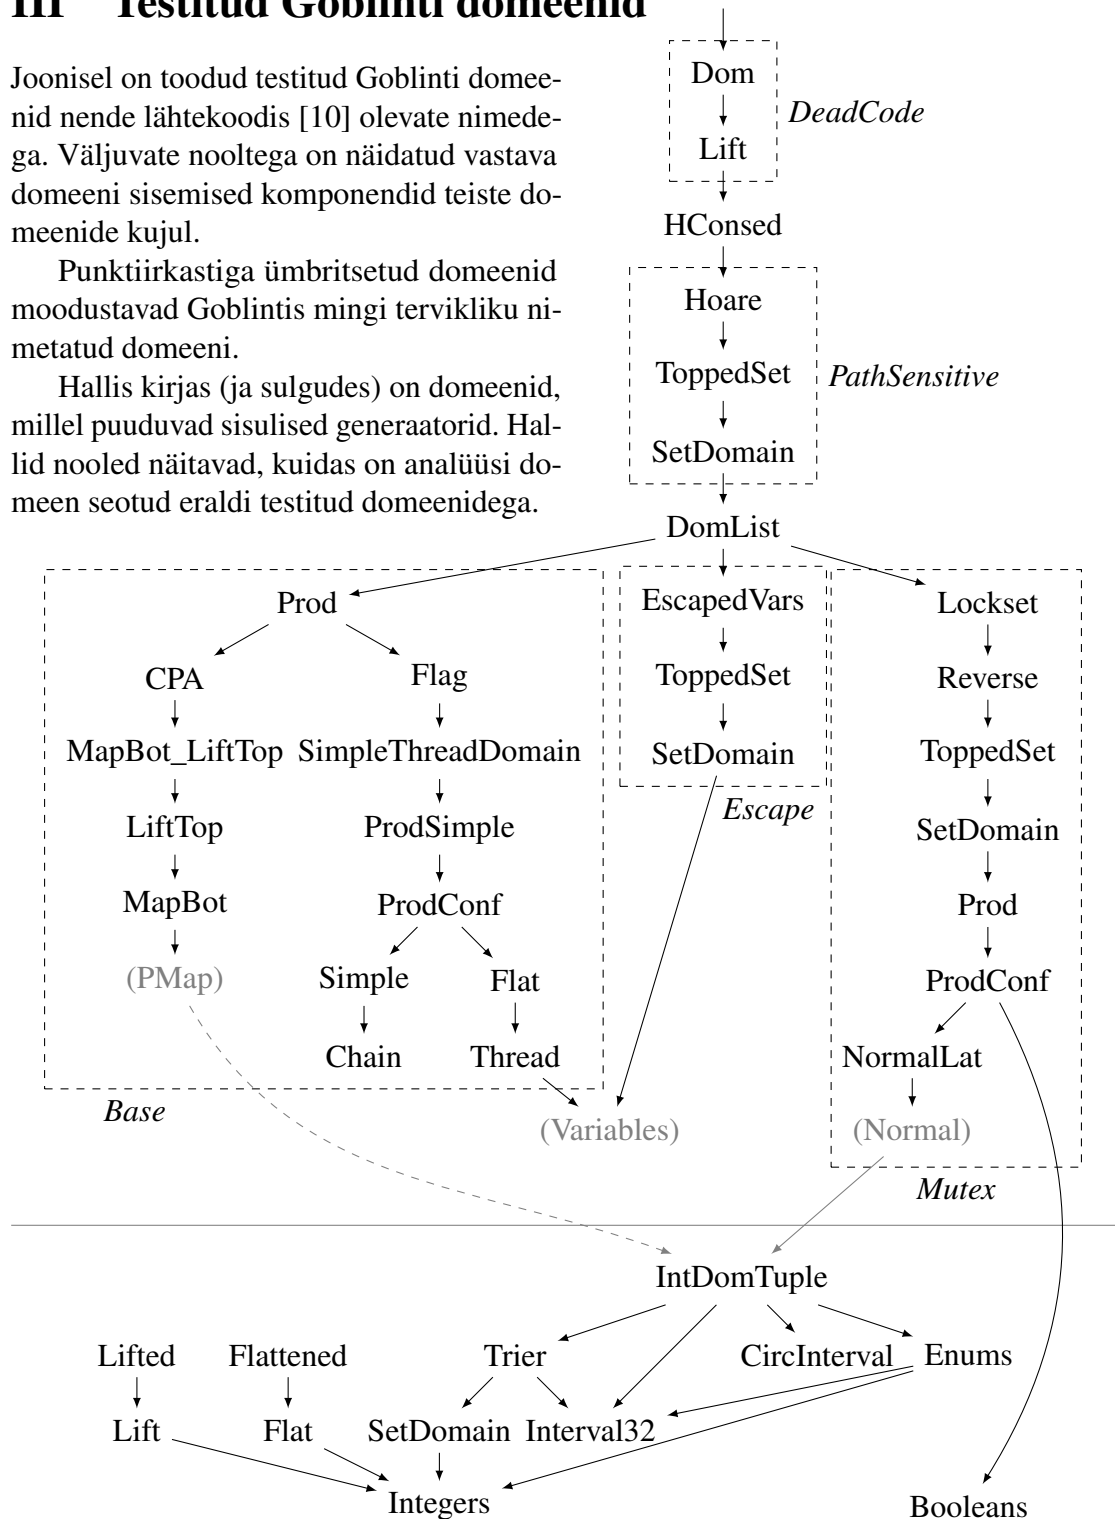 III Testitud Goblinti domeenid
Joonisel on toodud testitud Goblinti domee-
nid nende lähtekoodis [10] olevate nimede-
ga. Väljuvate nooltega on näidatud vastava
domeeni sisemised komponendid teiste do-
meenide kujul.
Punktiirkastiga ümbritsetud domeenid
moodustavad Goblintis mingi tervikliku ni-
metatud domeeni.
Hallis kirjas (ja sulgudes) on domeenid,
millel puuduvad sisulised generaatorid. Hal-
lid nooled näitavad, kuidas on analüüsi do-
meen seotud eraldi testitud domeenidega.
Dom
DeadCode
Lift
HConsed
Hoare
ToppedSet
PathSensitive
SetDomain
DomList
Prod
EscapedVars
Lockset
CPA
Flag
ToppedSet
Reverse
MapBot_LiftTop
SimpleThreadDomain
SetDomain
ToppedSet
Escape
LiftTop
ProdSimple
SetDomain
MapBot
ProdConf
Prod
(PMap)
Simple
Flat
ProdConf
Chain
Thread
NormalLat
Base
(Variables)
(Normal)
Mutex
IntDomTuple
Lifted
Flattened
Trier
CircInterval
Enums
Lift
Flat
SetDomain
Interval32
Integers
Booleans